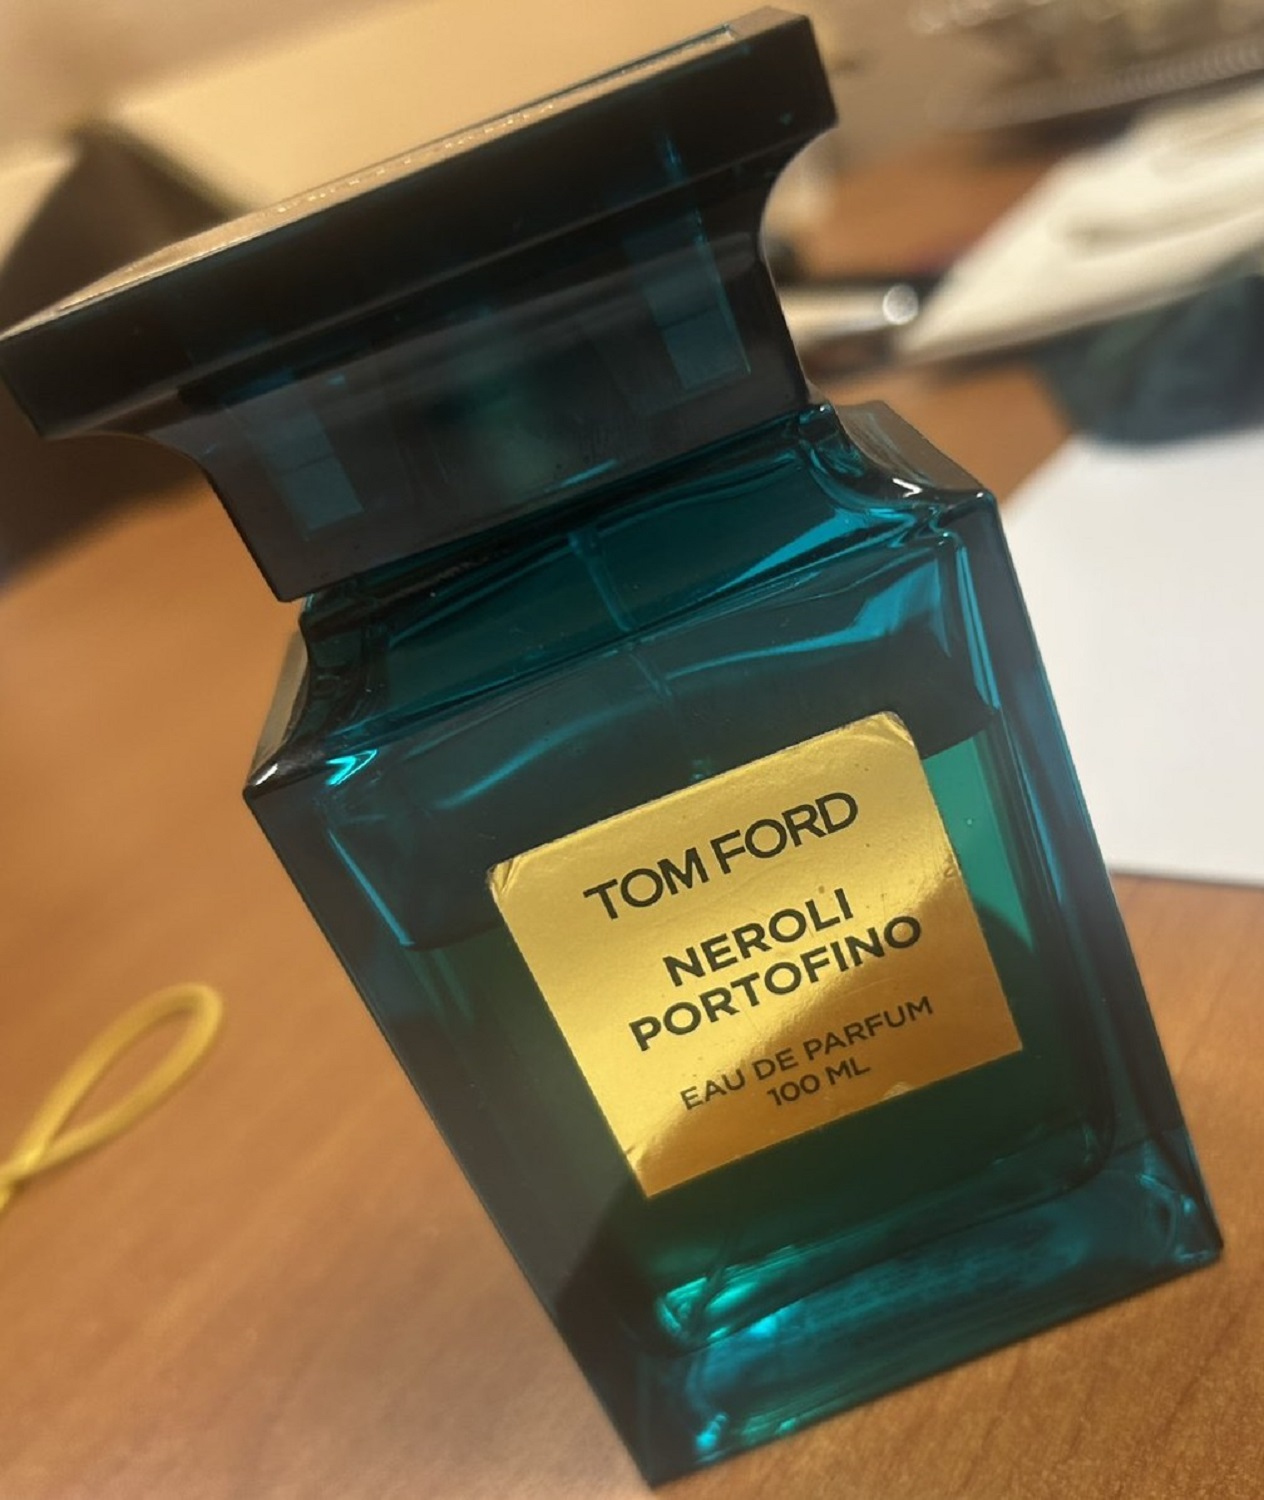 TOM FORD
NEROLI
PORTOFINO
EAU DE PARFUM
100 ML